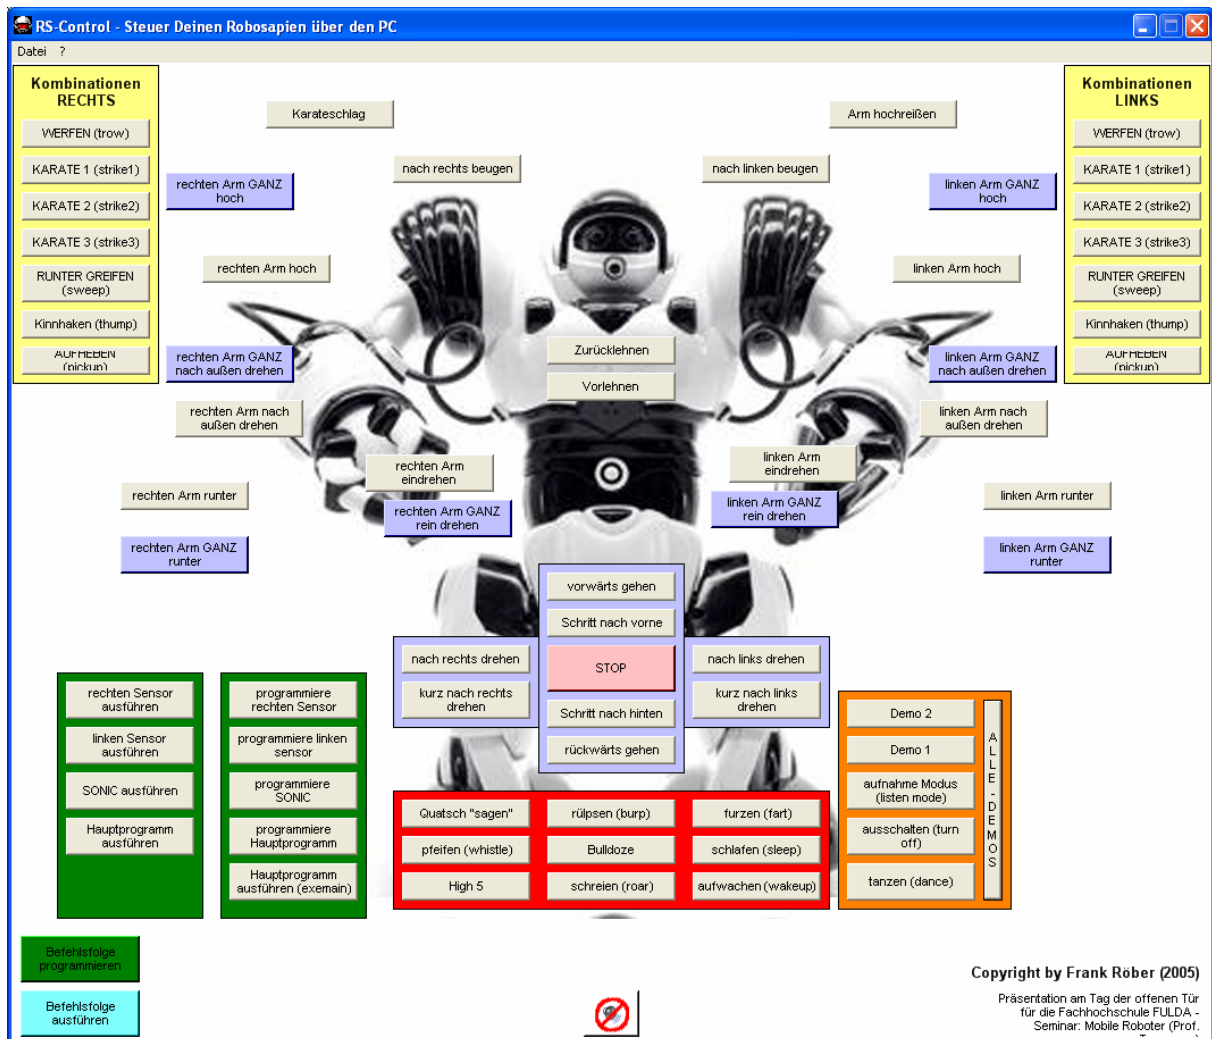 RS-Control - Steuer Deinen Robosapien über den PC
Datei ?
Kombinationen
RECHTS
WERFEN (trow)
KARATE 1 (strike1)
KARATE 2 (strike2)
KARATE 3 (strike3)
RUNTER GREIFEN
(sweep)
Kinnhaken (thump)
AUFHEBEN
(pickup)
Karateschlag
nach rechts beugen
rechten Arm GANZ
hoch
rechten Arm hoch
rechten Arm GANZ
nach außen drehen
rechten Arm nach
außen drehen
rechten Arm
eindrehen
rechten Arm GANZ
rein drehen
rechten Arm runter
rechten Arm GANZ
runter
Zurücklehnen
Vorlehnen
Arm hochreißen
nach linken beugen
linken Arm GANZ
hoch
linken Arm hoch
linken Arm GANZ
nach außen drehen
linken Arm nach
außen drehen
linken Arm
eindrehen
linken Arm GANZ
rein drehen
linken Arm runter
linken Arm GANZ
runter
Kombinationen
LINKS
WERFEN (trow)
KARATE 1 (strike1)
KARATE 2 (strike2)
KARATE 3 (strike3)
RUNTER GREIFEN
(sweep)
Kinnhaken (thump)
AUFHEBEN
(pickup)
vorwärts gehen
Schritt nach vorne
STOP
Schritt nach hinten
rückwärts gehen
nach rechts drehen
kurz nach rechts
drehen
nach links drehen
kurz nach links
drehen
rechten Sensor
ausführen
linken Sensor
ausführen
SONIC ausführen
Hauptprogramm
ausführen
programmiere
rechten Sensor
programmiere linken
sensor
programmiere
SONIC
programmiere
Hauptprogramm
Hauptprogramm
ausführen (exemain)
Quatsch "sagen"
rülpsen (burp)
furzen (fart)
pfeifen (whistle)
Bulldoze
schlafen (sleep)
High 5
schreien (roar)
aufwachen (wakeup)
Demo 2
Demo 1
aufnahme Modus
(listen mode)
ausschalten (turn
off)
tanzen (dance)
ALLE-DEMOS
Befehlsfolge
programmieren
Befehlsfolge
ausführen
Copyright by Frank Röber (2005)
Präsentation am Tag der offenen Tür
für die Fachhochschule FULDA -
Seminar: Mobile Roboter (Prof.